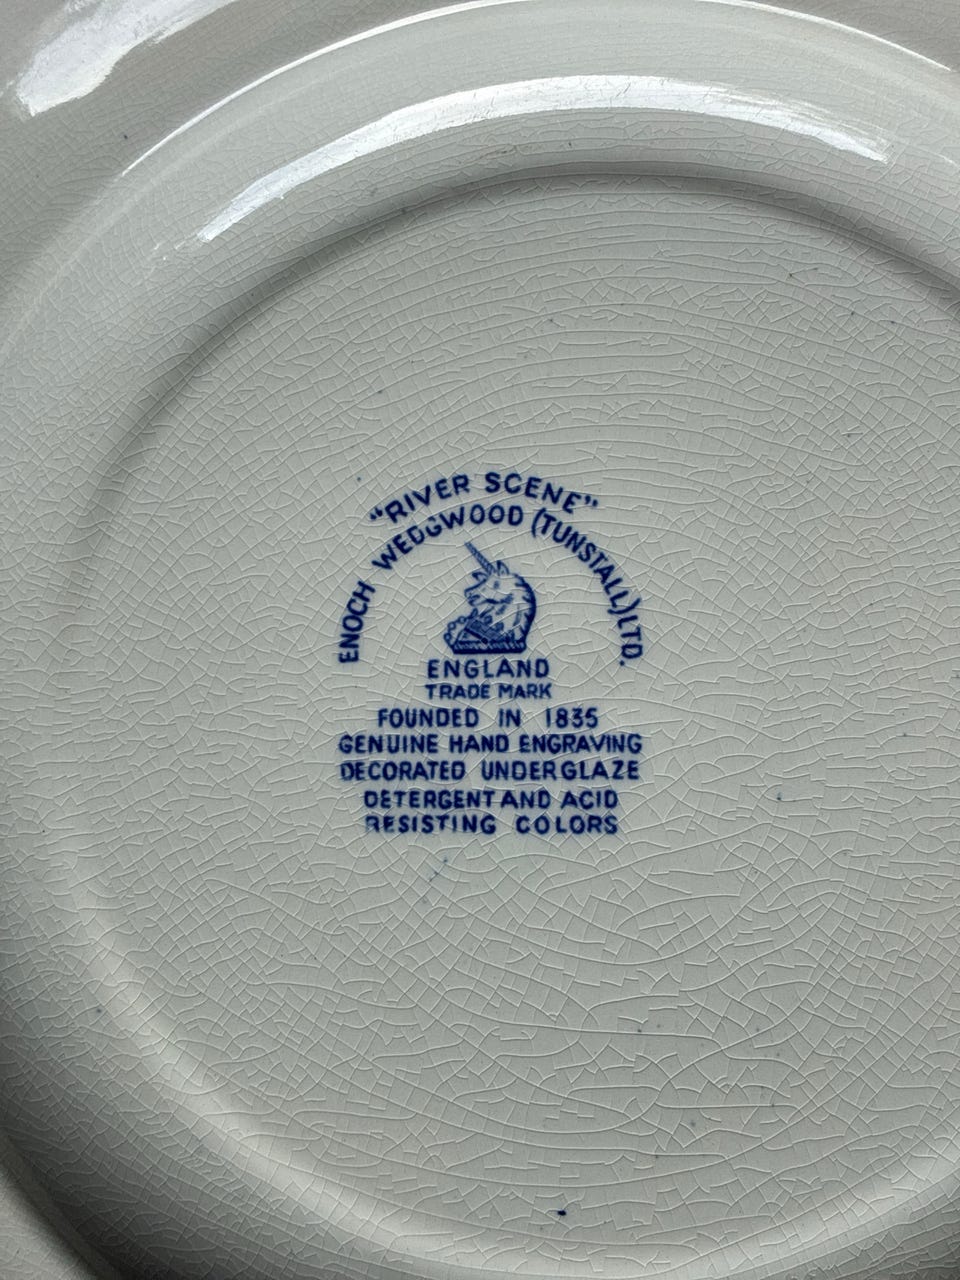 "RIVER SCENE"
ENOCH WEDGWOOD (TUNSTALL) LTD.
ENGLAND
TRADE MARK
FOUNDED IN 1835
GENUINE HAND ENGRAVING
DECORATED UNDERGLAZE
DETERGENT AND ACID
RESISTING COLORS